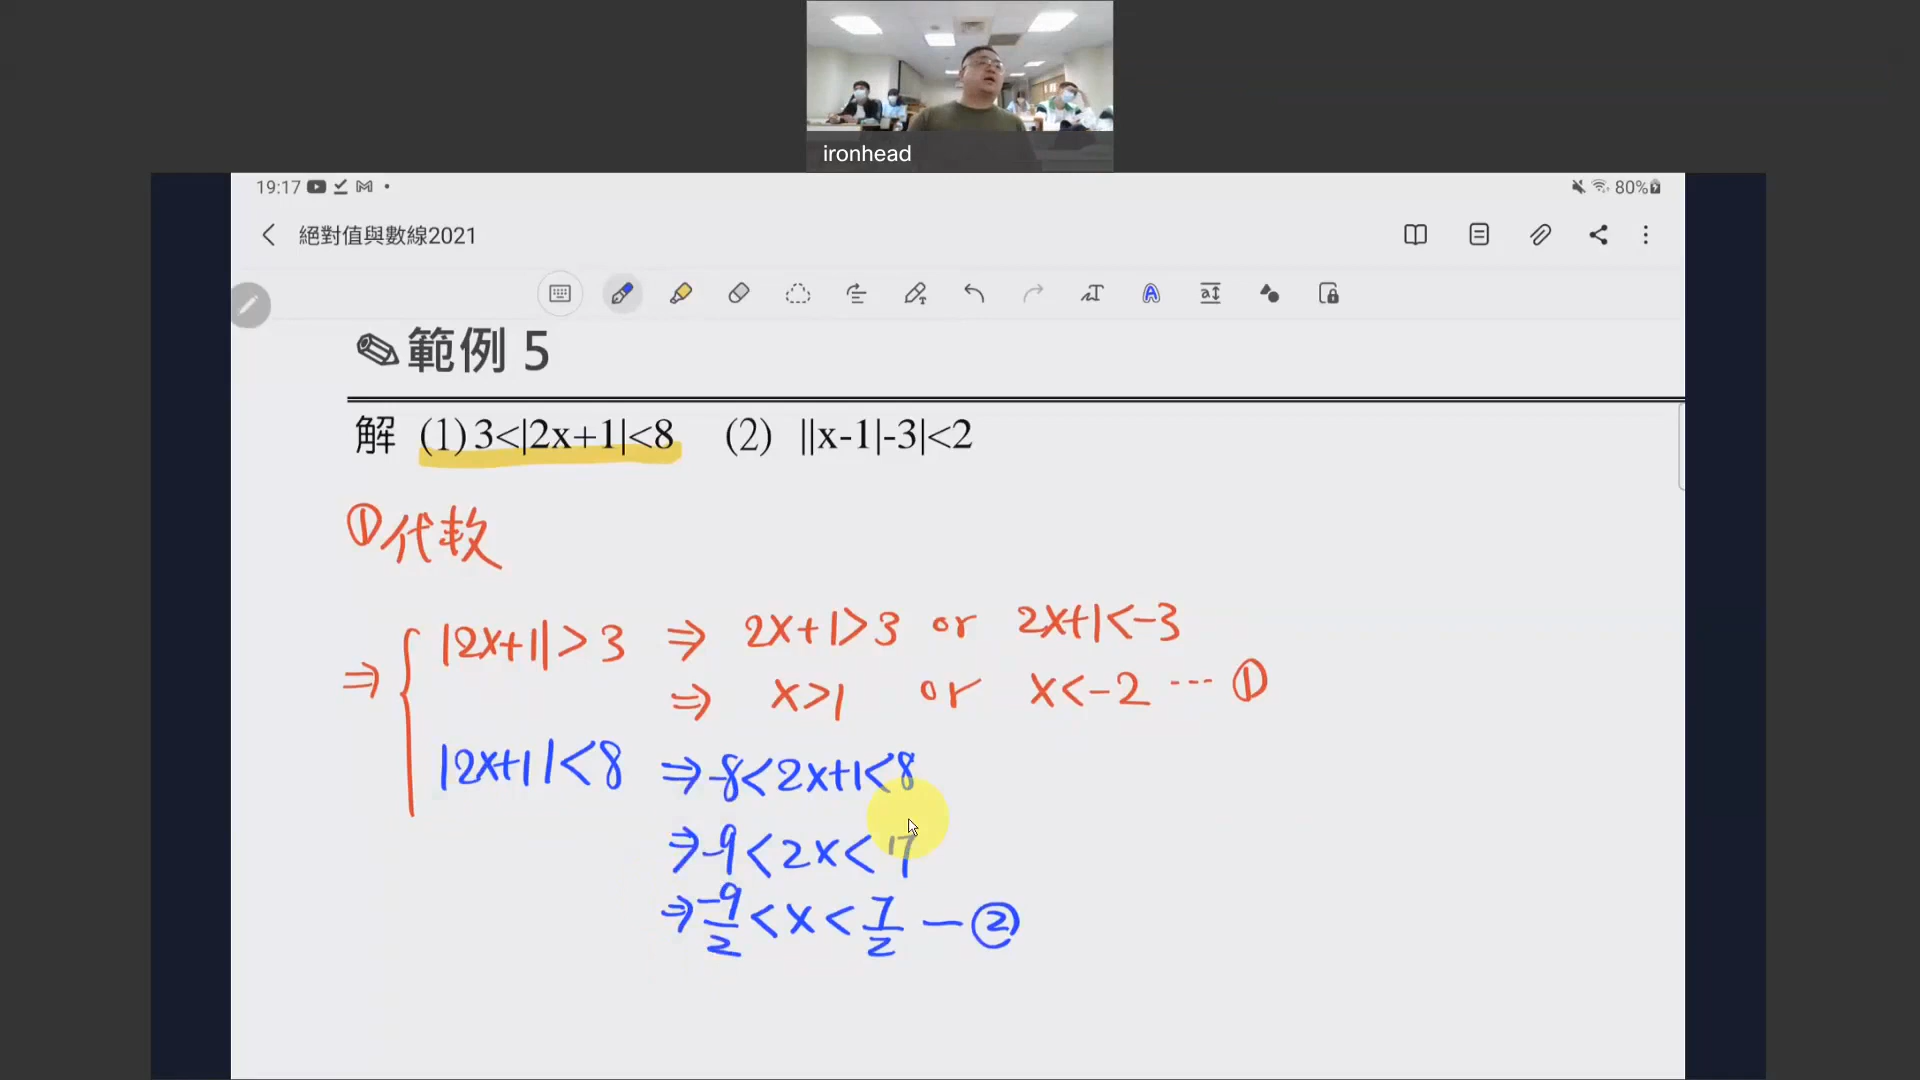 ironhead
19:17
80%
絕對值與數線2021
範例 5
解 (1) 3<|2x+1|<8 (2) ||x-1|-3|<2
①代數
⇒ { |2x+1|>3 ⇒ 2x+1>3 or 2x+1<-3
⇒ x>1 or x<-2 ··· ①
|2x+1|<8 ⇒ -8<2x+1<8
⇒ -9<2x<7
⇒ -9/2 < x < 7/2 — ②